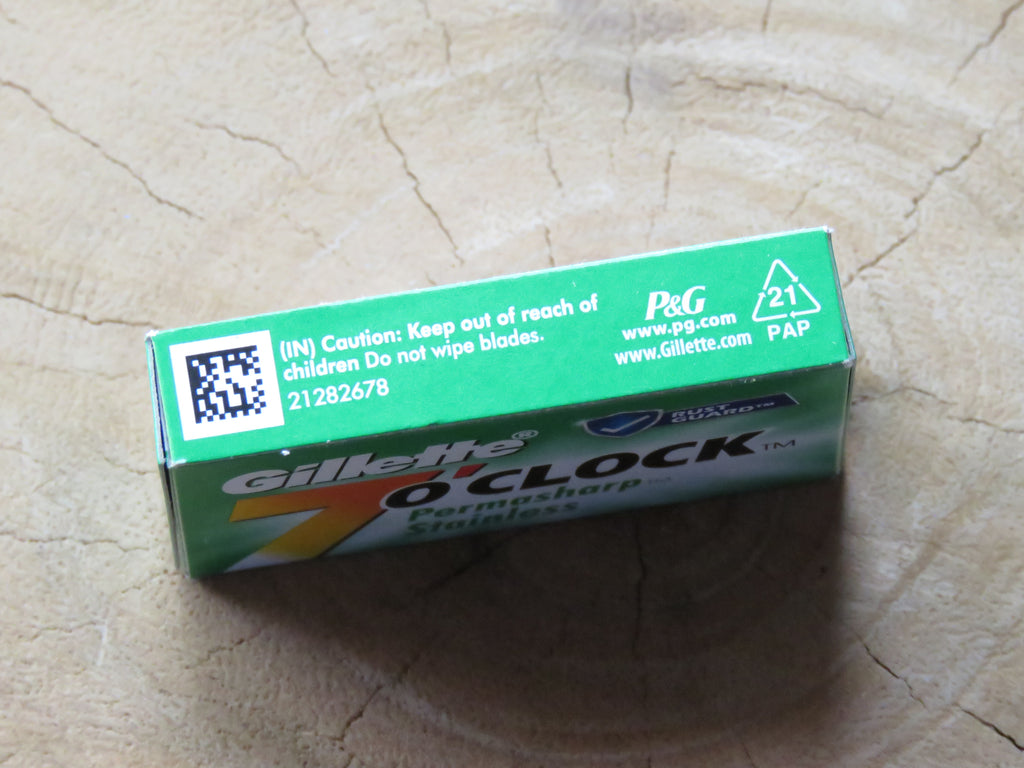 (IN) Caution: Keep out of reach of
children Do not wipe blades.
21282678
P&G
www.pg.com
www.Gillette.com
21
PAP
Gillette®
7 O'CLOCK™
Permasharp™
Stainless
RUST
GUARD™